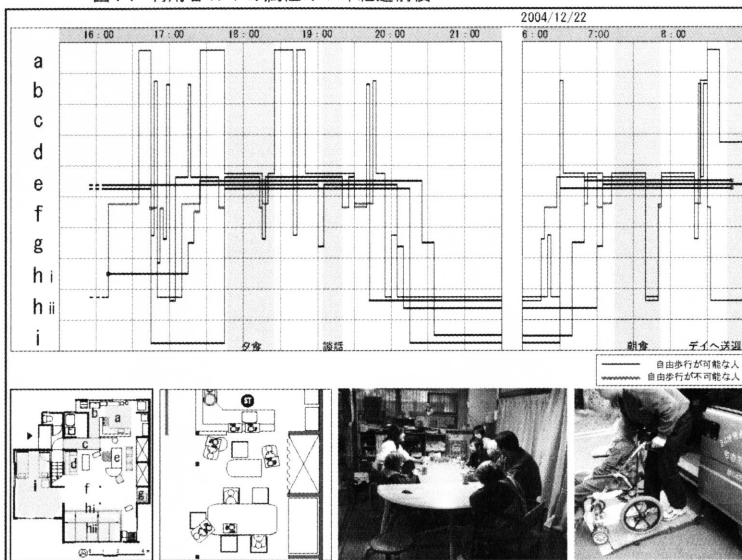 2004/12/22
16:00 17:00 18:00 19:00 20:00 21:00 6:00 7:00 8:00
a
b
c
d
e
f
g
h i
h ii
i
夕食 談話 朝食 デイへ送迎
自由歩行が可能な人
自由歩行が不可能な人
b a
c
d e
i f
g
hi
hii
ST